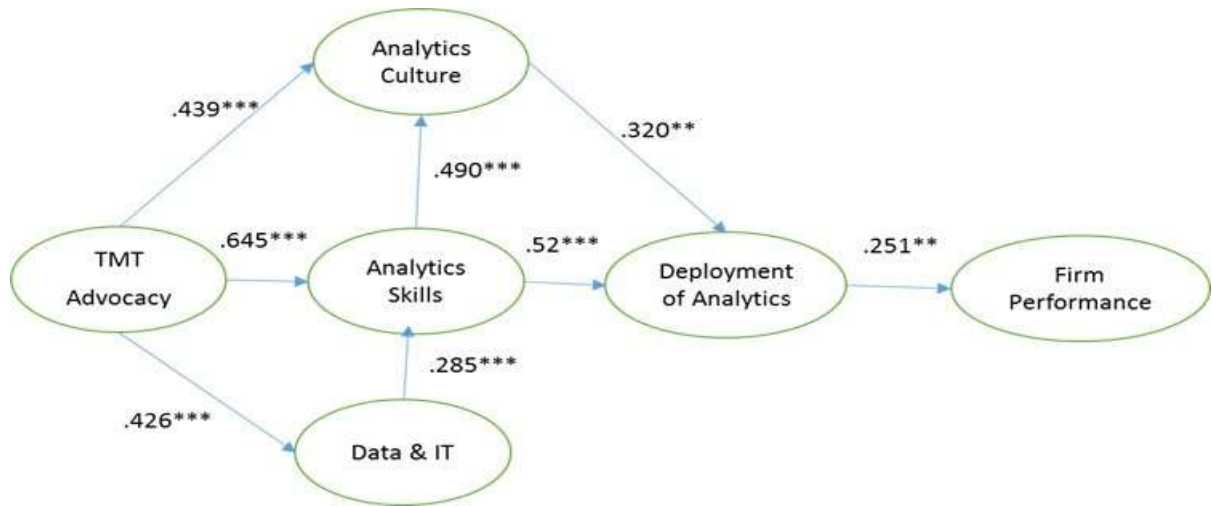 Analytics
Culture
.439***
.320**
.490***
TMT
Advocacy
.645***
Analytics
Skills
.52***
Deployment
of Analytics
.251**
Firm
Performance
.285***
.426***
Data & IT